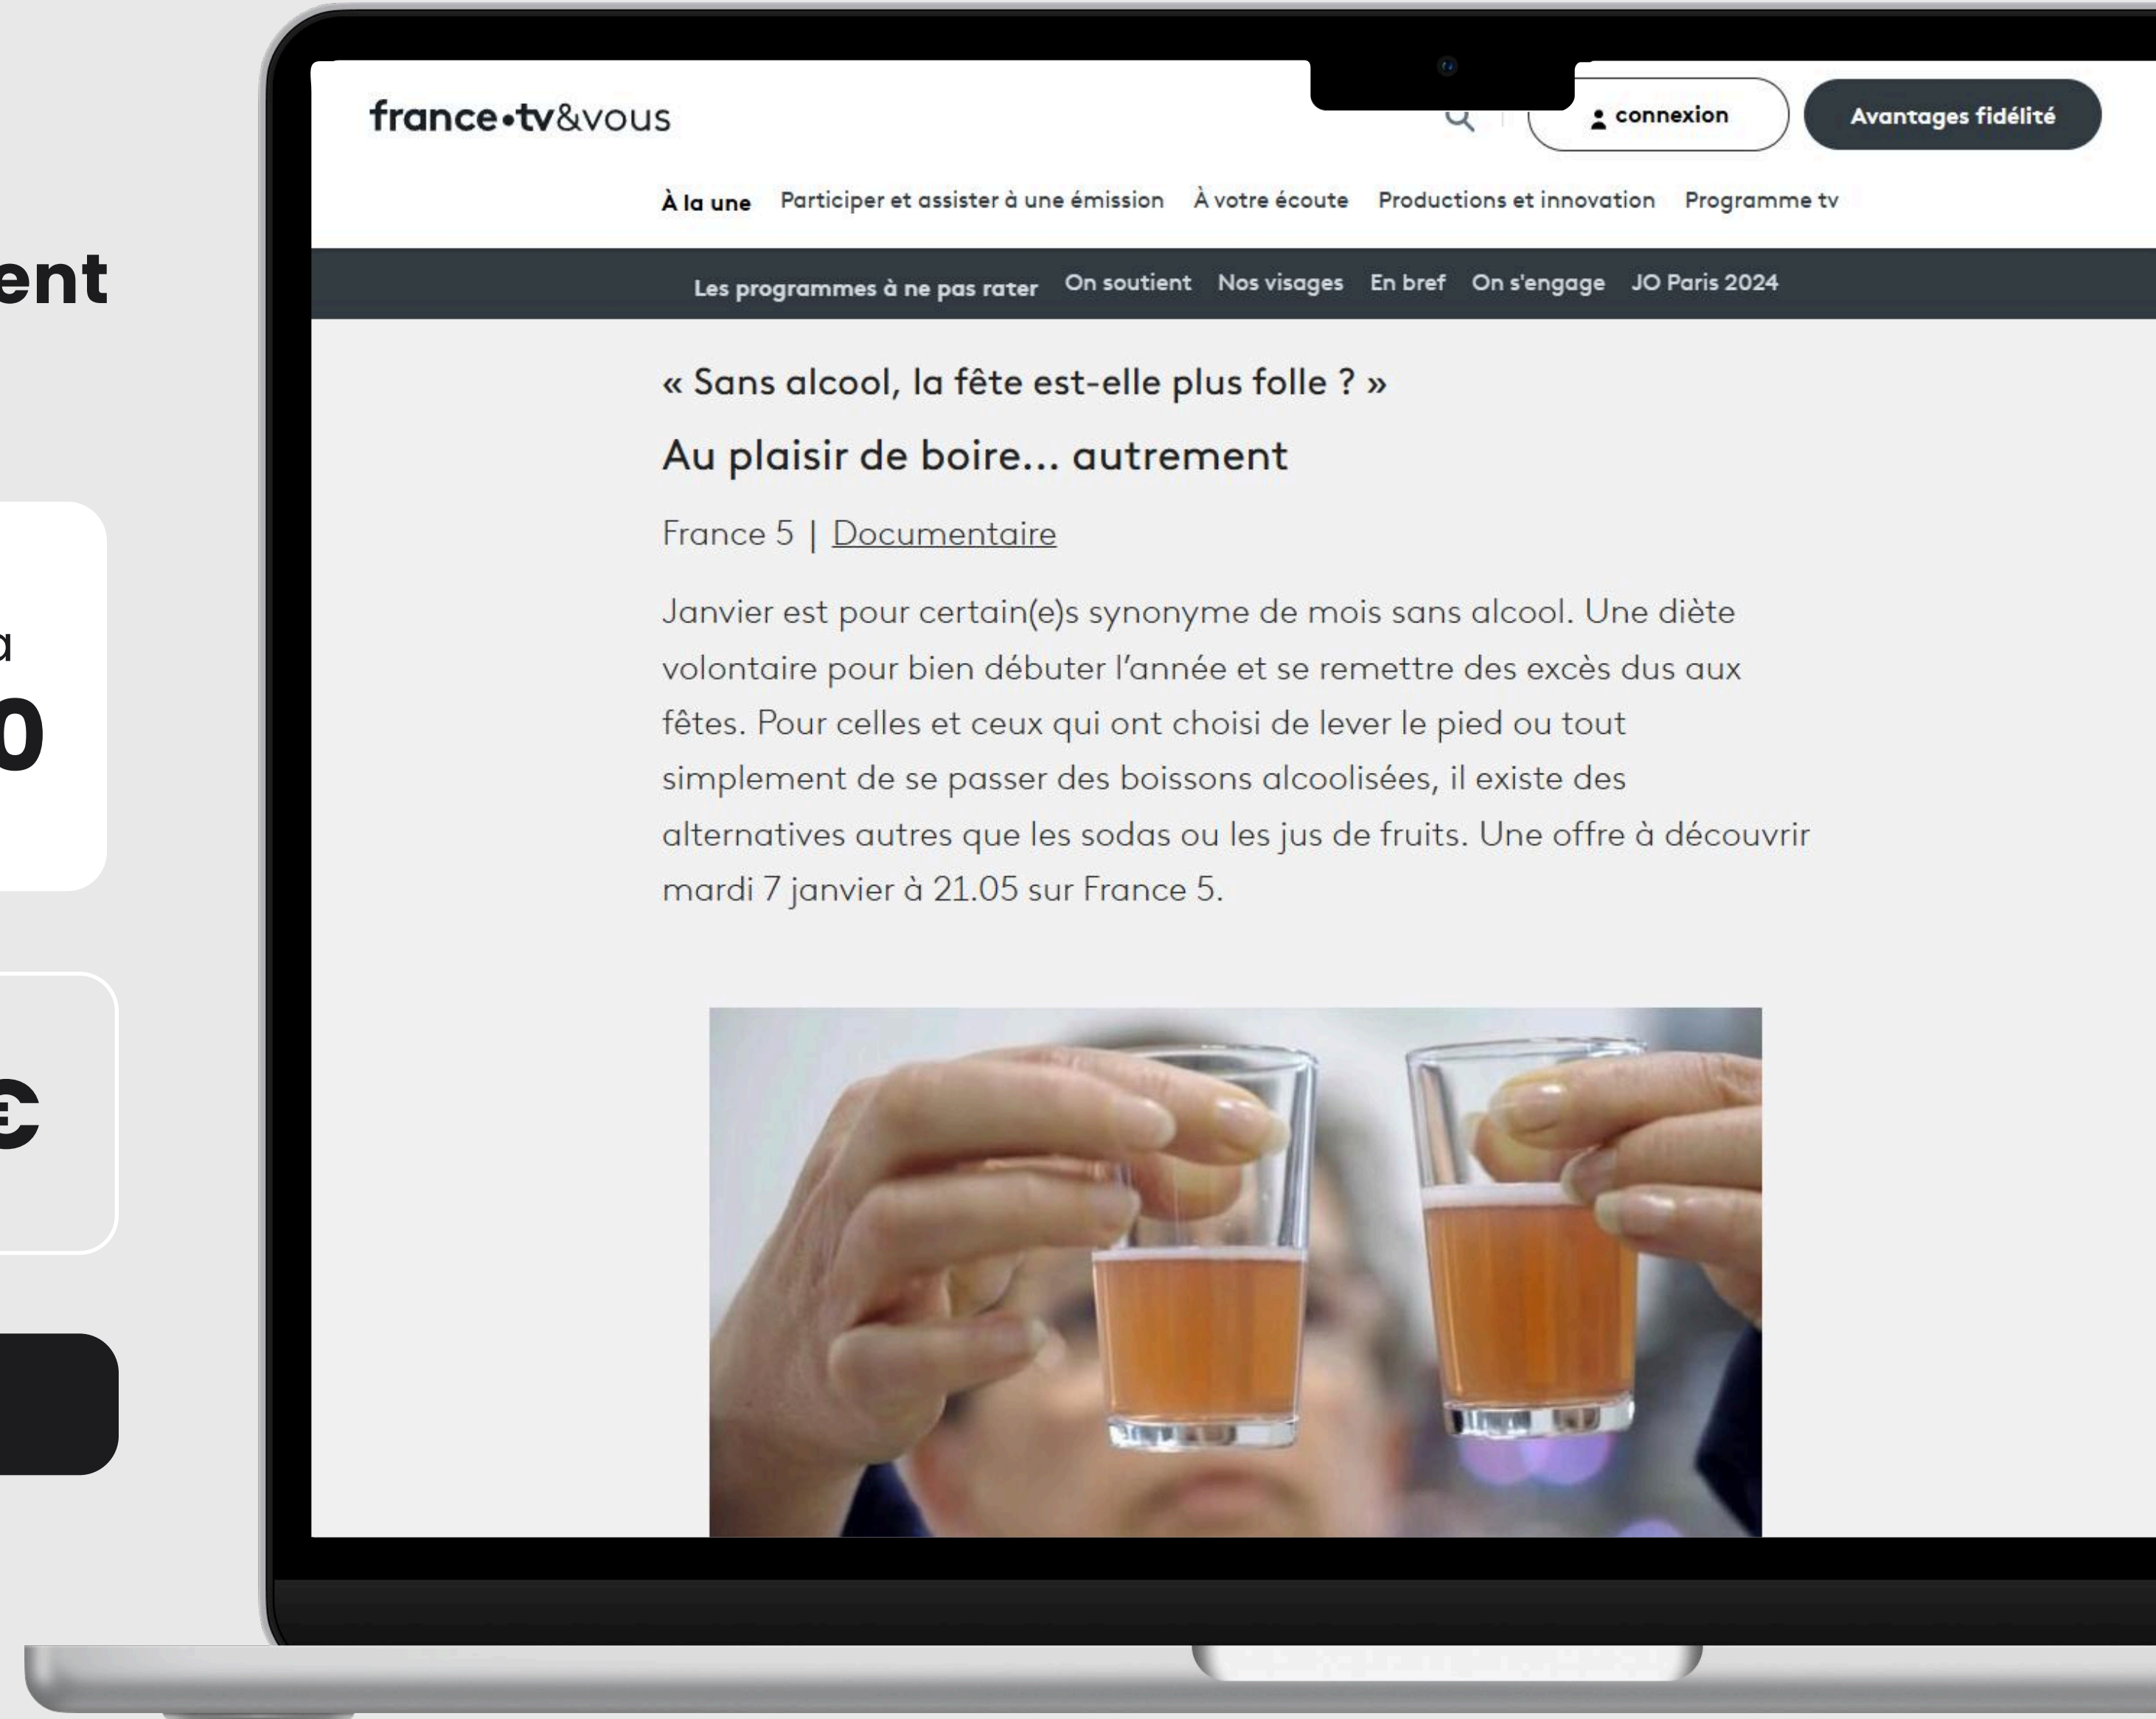 france•tv&vous
connexion
Avantages fidélité
À la une Participer et assister à une émission À votre écoute Productions et innovation Programme tv
Les programmes à ne pas rater On soutient Nos visages En bref On s'engage JO Paris 2024
« Sans alcool, la fête est-elle plus folle ? »
Au plaisir de boire... autrement
France 5 | Documentaire
Janvier est pour certain(e)s synonyme de mois sans alcool. Une diète
volontaire pour bien débuter l’année et se remettre des excès dus aux
fêtes. Pour celles et ceux qui ont choisi de lever le pied ou tout
simplement de se passer des boissons alcoolisées, il existe des
alternatives autres que les sodas ou les jus de fruits. Une offre à découvrir
mardi 7 janvier à 21.05 sur France 5.
€